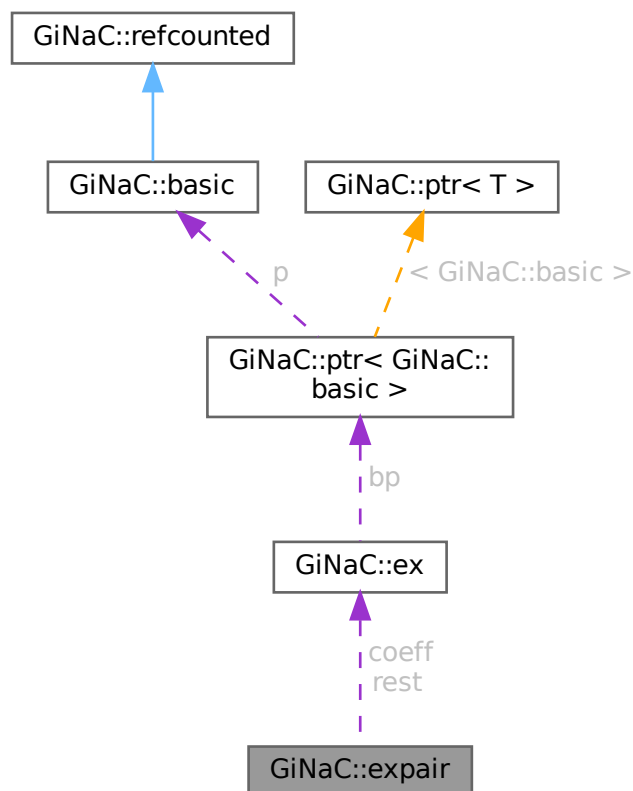 GiNaC::refcounted
GiNaC::basic
GiNaC::ptr< T >
p
< GiNaC::basic >
GiNaC::ptr< GiNaC::
basic >
bp
GiNaC::ex
coeff
rest
GiNaC::expair